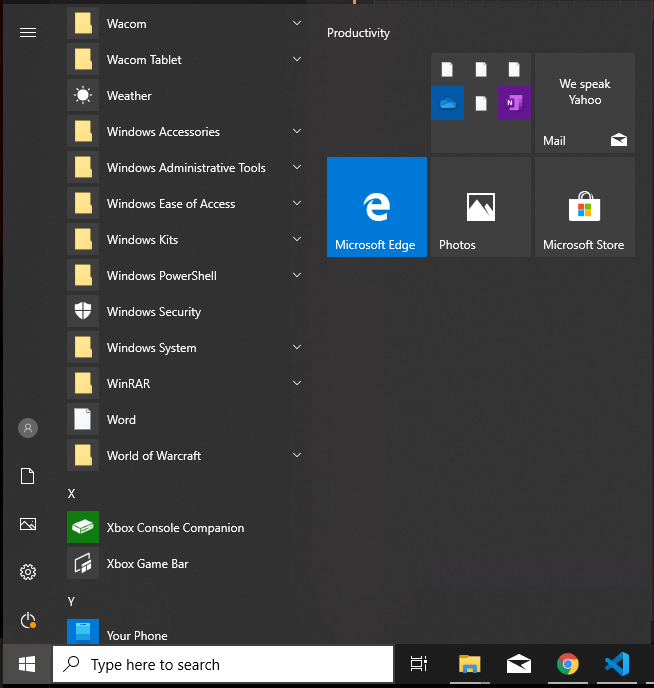 Wacom
Wacom Tablet
Weather
Windows Accessories
Windows Administrative Tools
Windows Ease of Access
Windows Kits
Windows PowerShell
Windows Security
Windows System
WinRAR
Word
World of Warcraft
X
Xbox Console Companion
Xbox Game Bar
Y
Your Phone
Productivity
We speak
Yahoo
Mail
Microsoft Edge
Photos
Microsoft Store
Type here to search